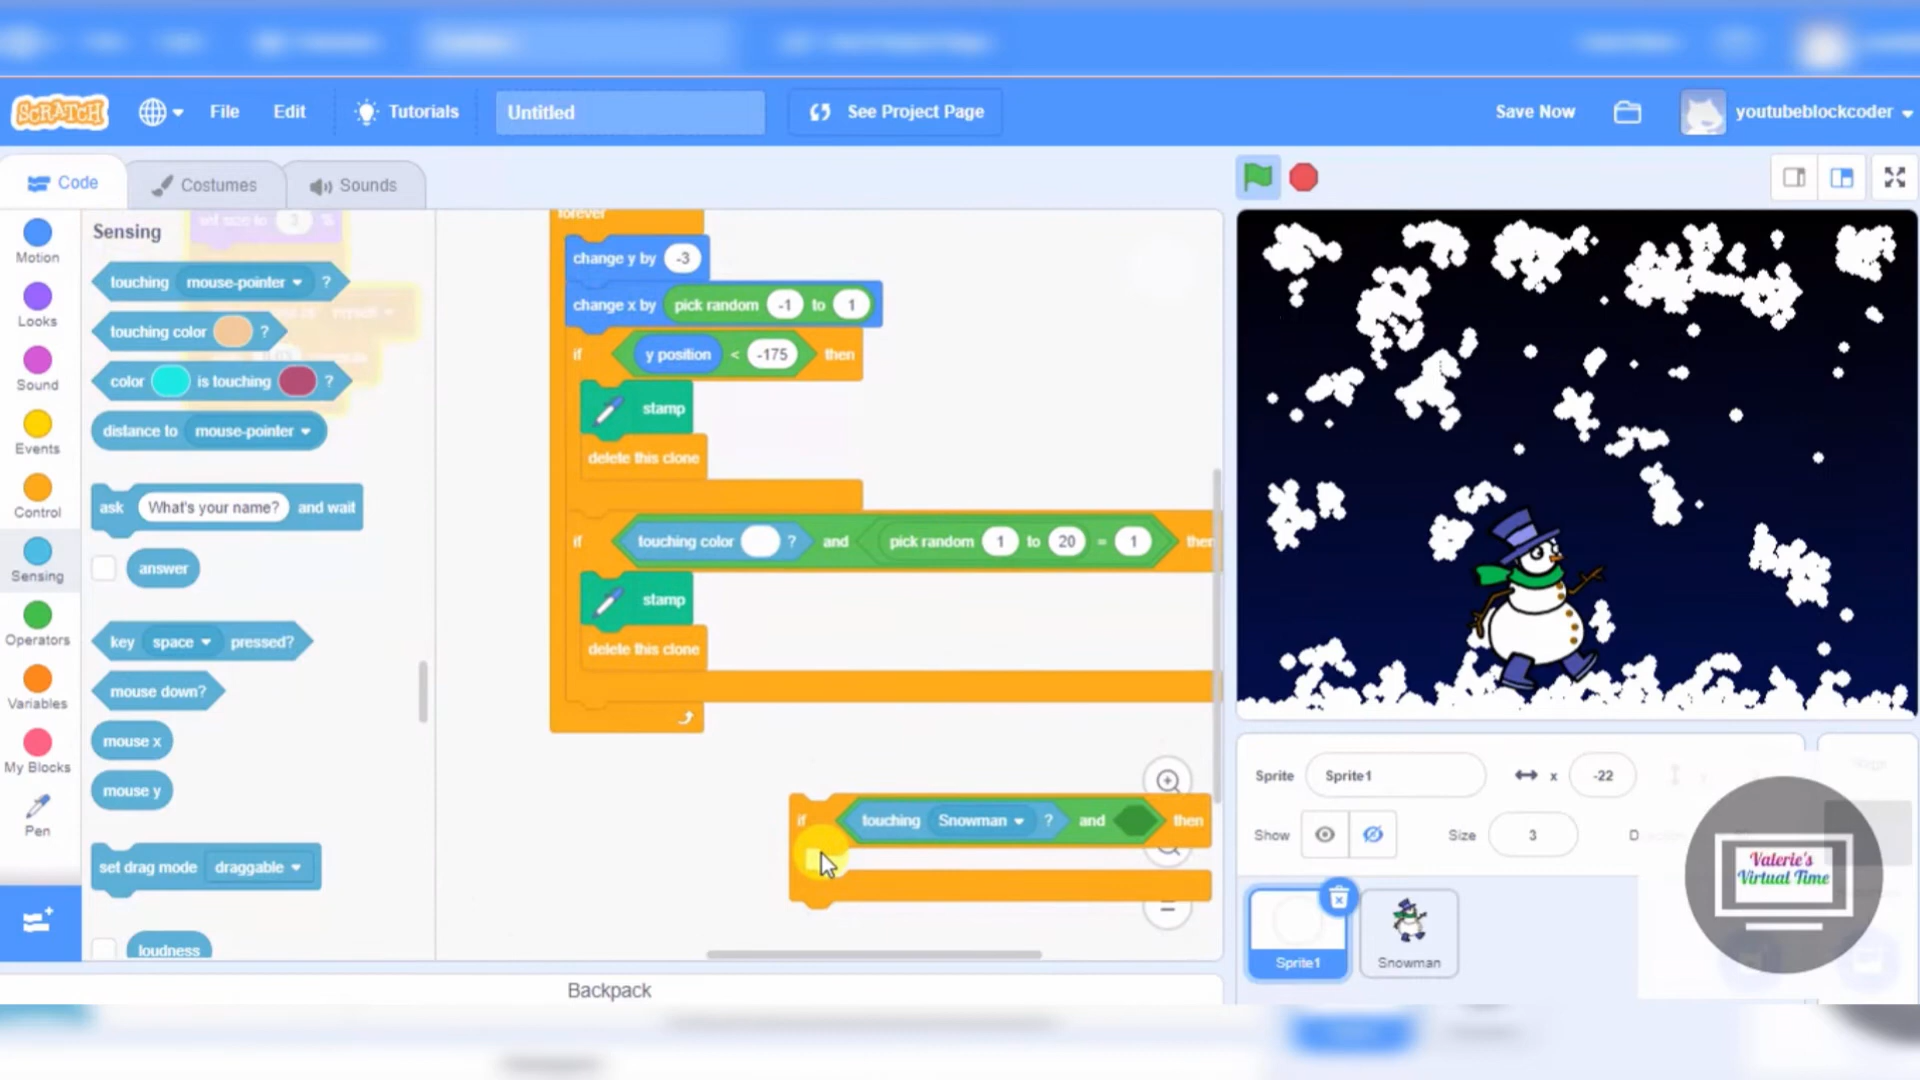 SCRATCH File Edit Tutorials Untitled See Project Page Save Now youtubeblockcoder
Code Costumes Sounds
Motion
Looks
Sound
Events
Control
Sensing
Operators
Variables
My Blocks
Pen
Sensing
touching mouse-pointer ?
touching color ?
color is touching ?
distance to mouse-pointer
ask What's your name? and wait
answer
key space pressed?
mouse down?
mouse x
mouse y
set drag mode draggable
loudness
set size to 3 %
forever
change y by -3
change x by pick random -1 to 1
if y position < -175 then
stamp
delete this clone
if touching color ? and pick random 1 to 20 = 1 then
stamp
delete this clone
if touching Snowman ? and then
Backpack
Sprite Sprite1 x -22
Show Size 3 D
Sprite1
Snowman
Valerie's
Virtual Time